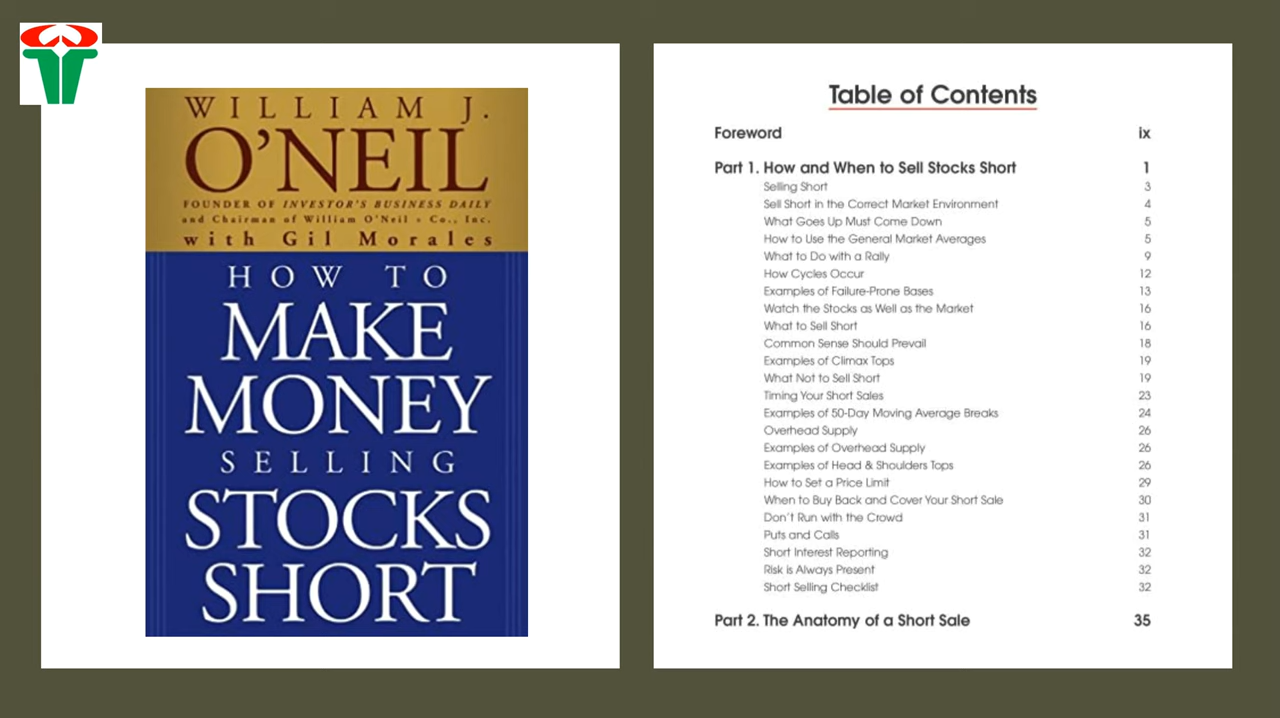 WILLIAM J.
O'NEIL
FOUNDER OF INVESTOR'S BUSINESS DAILY
and Chairman of William O'Neil + Co., Inc.
with Gil Morales
HOW TO
MAKE
MONEY
SELLING
STOCKS
SHORT
Table of Contents
Foreword ix
Part 1. How and When to Sell Stocks Short 1
Selling Short 3
Sell Short in the Correct Market Environment 4
What Goes Up Must Come Down 5
How to Use the General Market Averages 5
What to Do with a Rally 9
How Cycles Occur 12
Examples of Failure-Prone Bases 13
Watch the Stocks as Well as the Market 16
What to Sell Short 16
Common Sense Should Prevail 18
Examples of Climax Tops 19
What Not to Sell Short 19
Timing Your Short Sales 23
Examples of 50-Day Moving Average Breaks 24
Overhead Supply 26
Examples of Overhead Supply 26
Examples of Head & Shoulders Tops 26
How to Set a Price Limit 29
When to Buy Back and Cover Your Short Sale 30
Don't Run with the Crowd 31
Puts and Calls 31
Short Interest Reporting 32
Risk is Always Present 32
Short Selling Checklist 32
Part 2. The Anatomy of a Short Sale 35